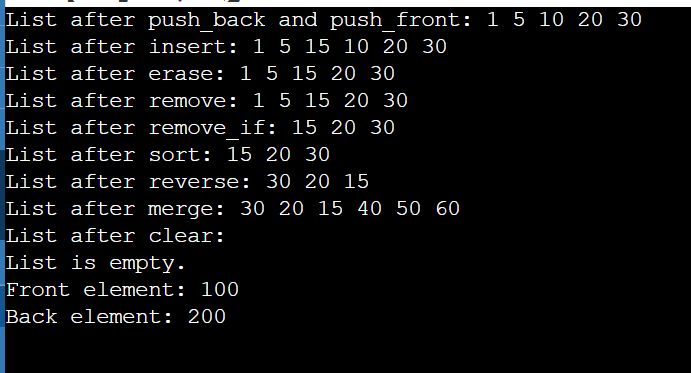 List after push_back and push_front: 1 5 10 20 30
List after insert: 1 5 15 10 20 30
List after erase: 1 5 15 20 30
List after remove: 1 5 15 20 30
List after remove_if: 15 20 30
List after sort: 15 20 30
List after reverse: 30 20 15
List after merge: 30 20 15 40 50 60
List after clear:
List is empty.
Front element: 100
Back element: 200